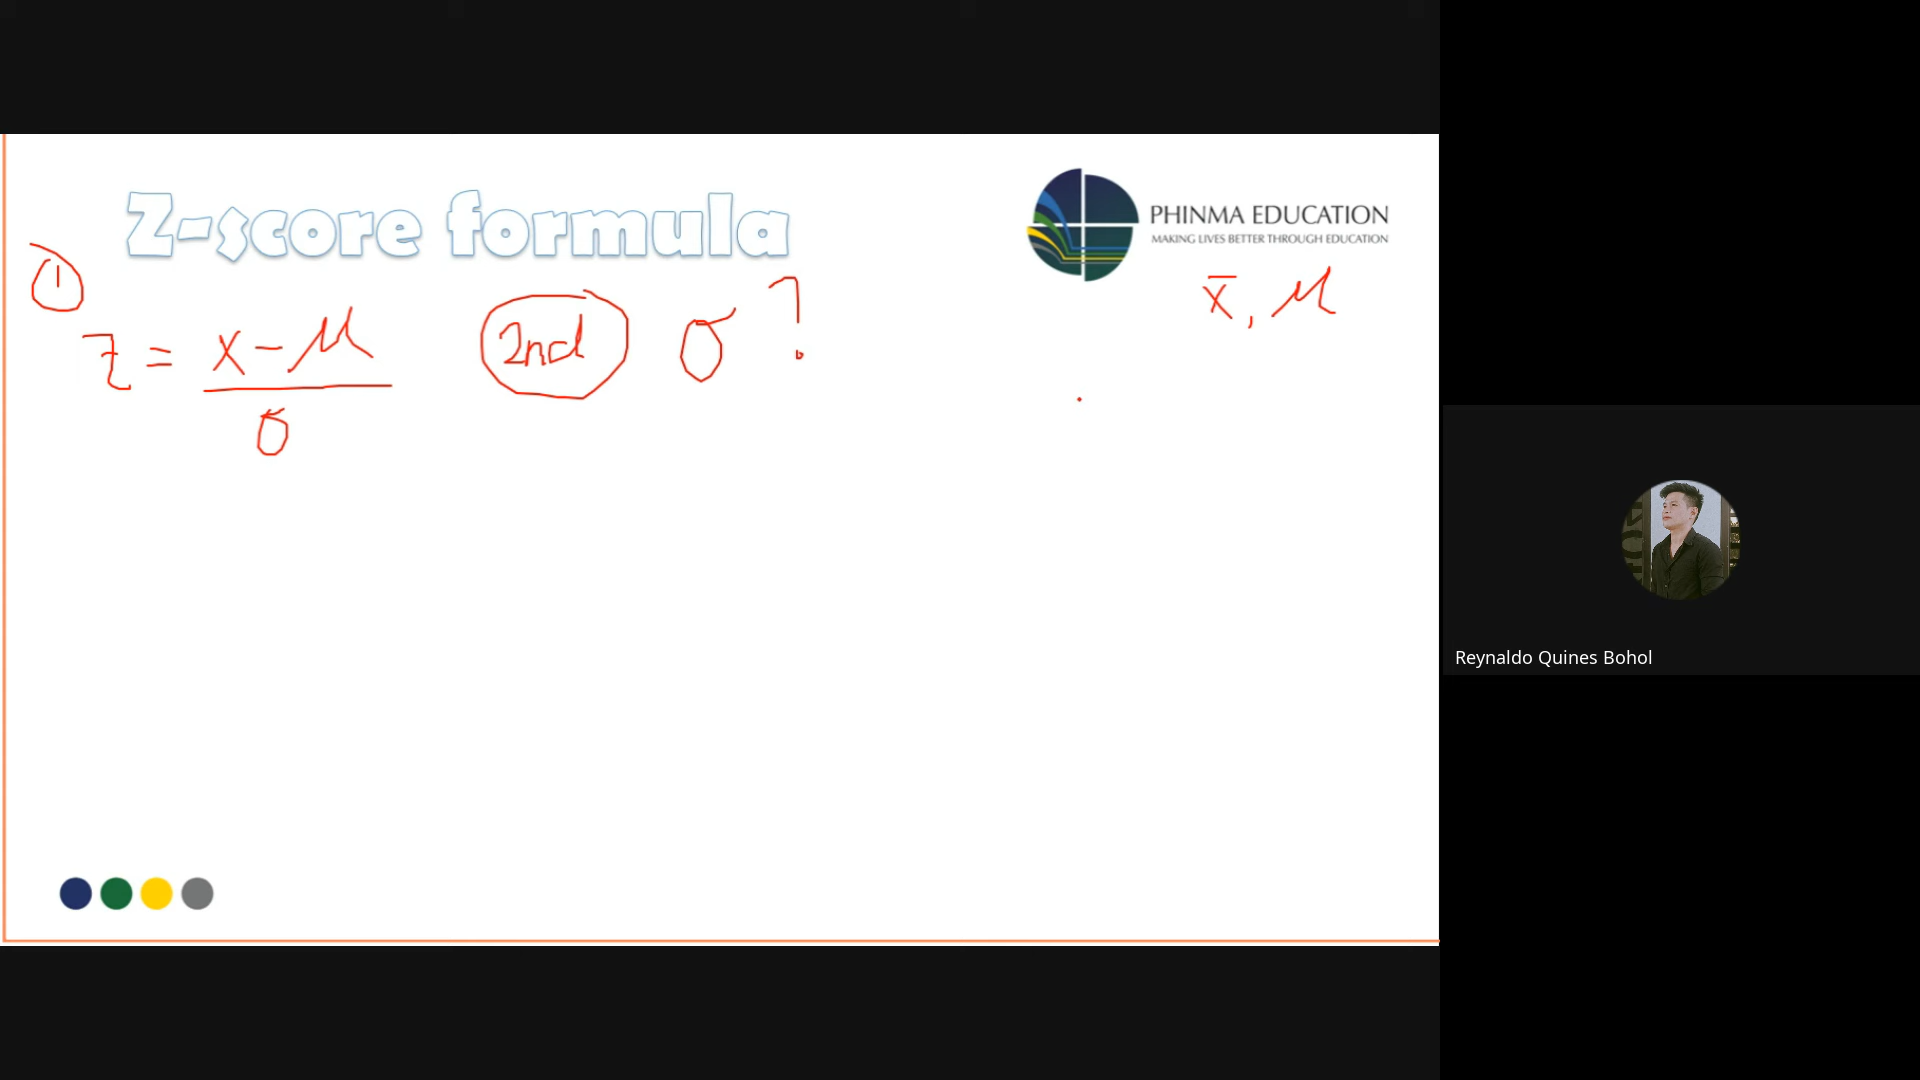 Z-score formula
PHINMA EDUCATION
MAKING LIVES BETTER THROUGH EDUCATION
x̄, μ
①
z = x - μ
σ
2nd σ ?
Reynaldo Quines Bohol